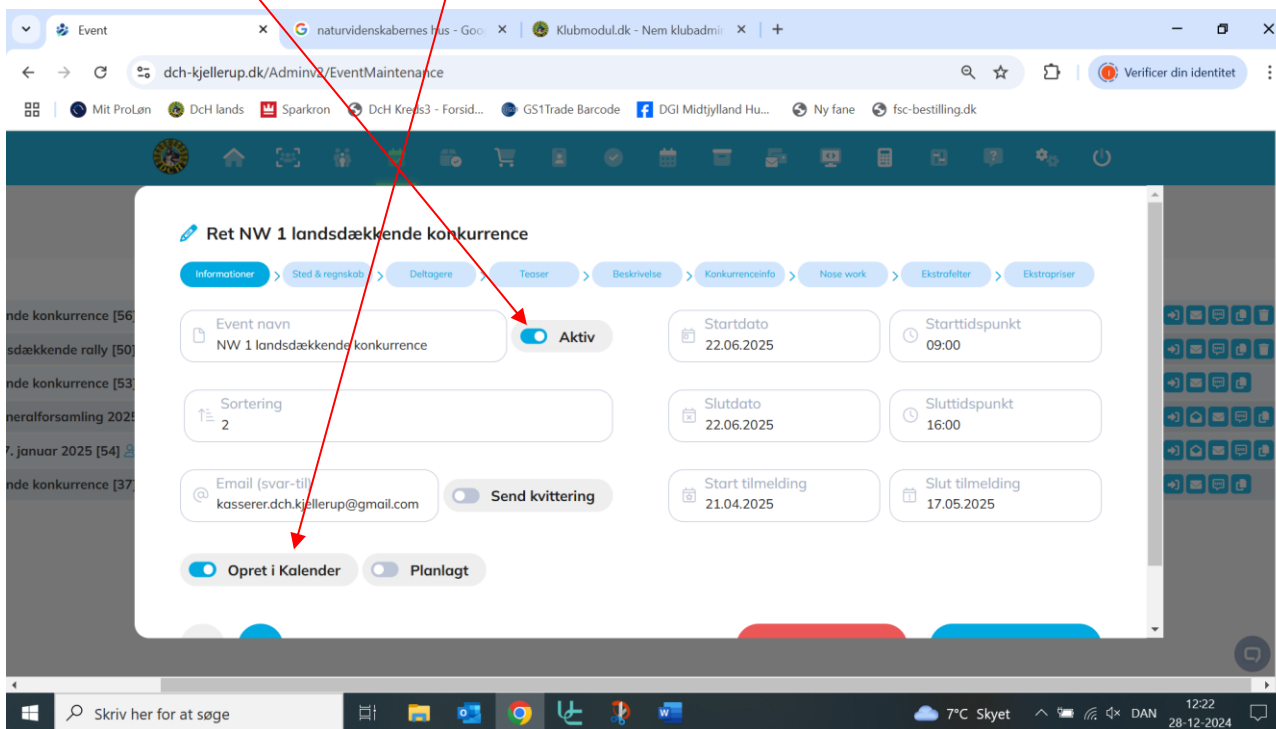 Event
naturvidenskabernes hus - Goo
Klubmodul.dk - Nem klubadmir
dch-kjellerup.dk/Adminv2/EventMaintenance
Verificer din identitet
Mit ProLøn
DcH lands
Sparkron
DcH Kreds3 - Forsid...
GS1Trade Barcode
DGI Midtjylland Hu...
Ny fane
fsc-bestilling.dk
Ret NW 1 landsdækkende konkurrence
Informationer > Sted & regnskab > Deltagere > Teaser > Beskrivelse > Konkurrenceinfo > Nose work > Ekstrafelter > Ekstrapriser
nde konkurrence [56]
sdækkende rally [50]
nde konkurrence [53]
neralforsamling 2025
7. januar 2025 [54]
nde konkurrence [37]
Event navn
NW 1 landsdækkende konkurrence
Aktiv
Startdato
22.06.2025
Starttidspunkt
09:00
Sortering
2
Slutdato
22.06.2025
Sluttidspunkt
16:00
Email (svar-til)
kasserer.dch.kjellerup@gmail.com
Send kvittering
Start tilmelding
21.04.2025
Slut tilmelding
17.05.2025
Opret i Kalender
Planlagt
Skriv her for at søge
7°C Skyet
DAN
12:22
28-12-2024